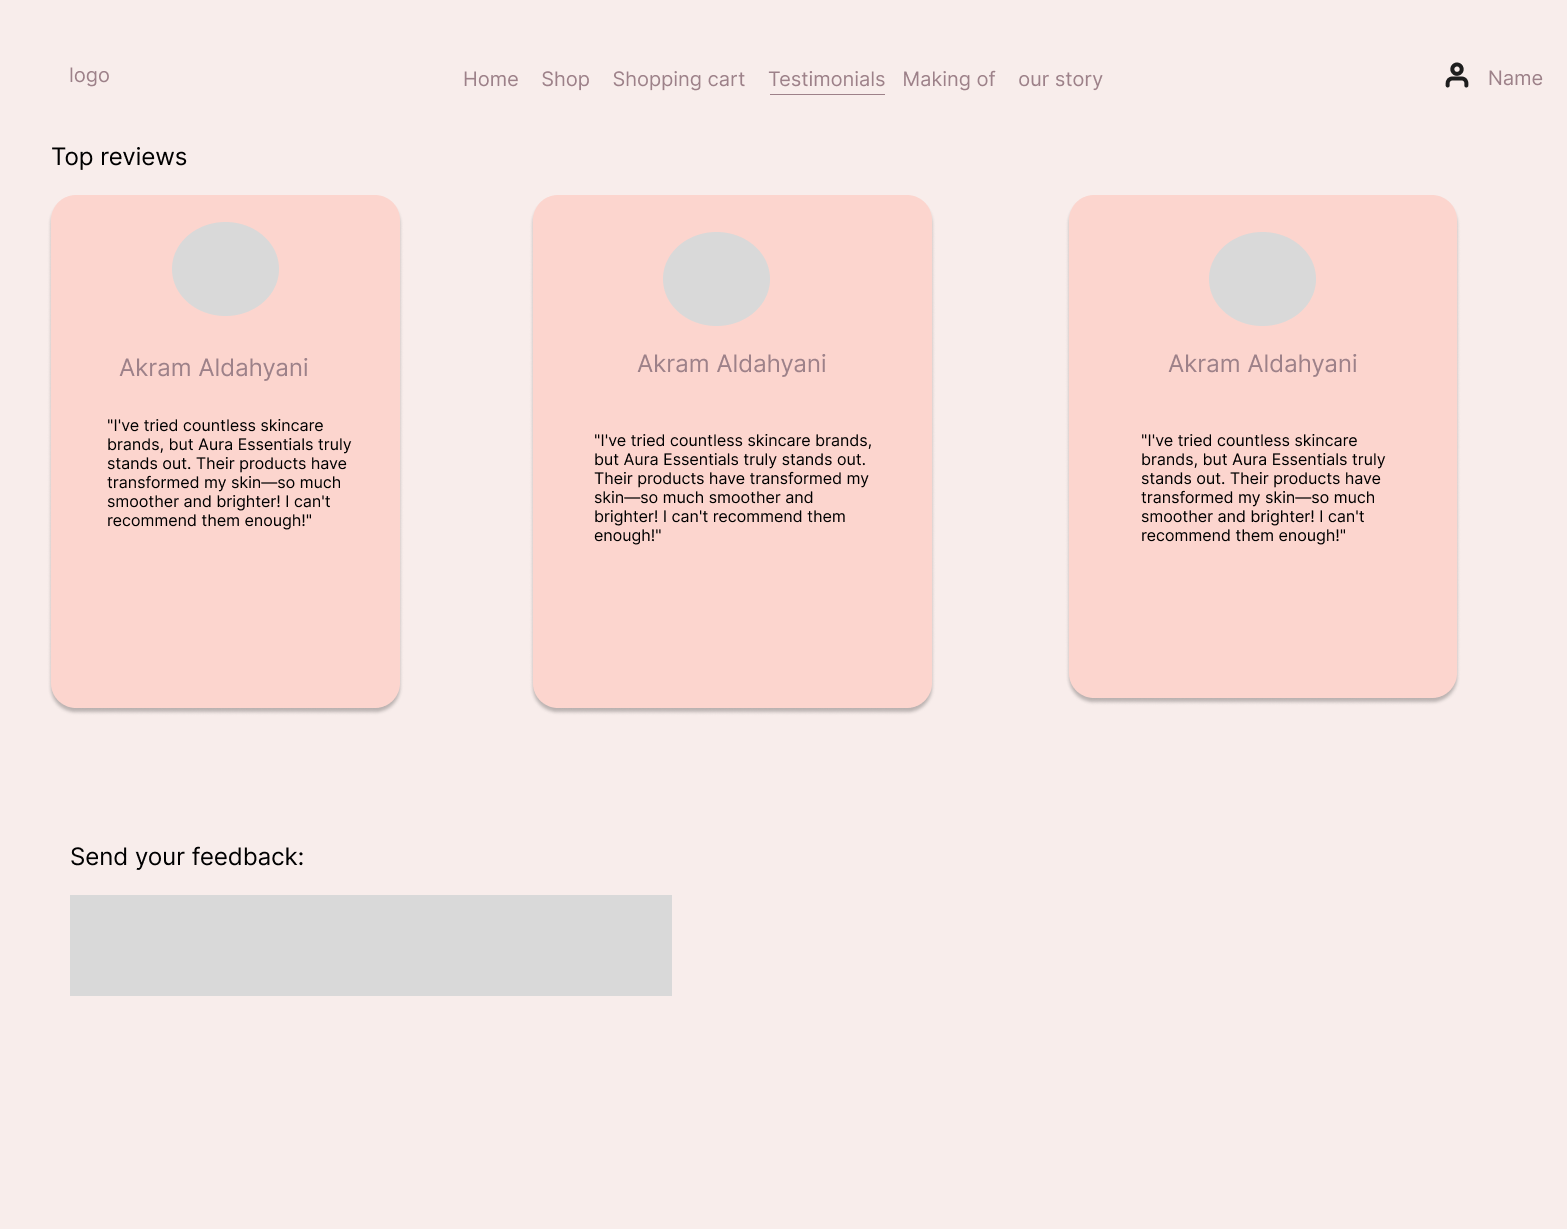 logo
Home Shop Shopping cart Testimonials Making of our story
Name
Top reviews
Akram Aldahyani
"I've tried countless skincare
brands, but Aura Essentials truly
stands out. Their products have
transformed my skin—so much
smoother and brighter! I can't
recommend them enough!"
Akram Aldahyani
"I've tried countless skincare brands,
but Aura Essentials truly stands out.
Their products have transformed my
skin—so much smoother and
brighter! I can't recommend them
enough!"
Akram Aldahyani
"I've tried countless skincare
brands, but Aura Essentials truly
stands out. Their products have
transformed my skin—so much
smoother and brighter! I can't
recommend them enough!"
Send your feedback: